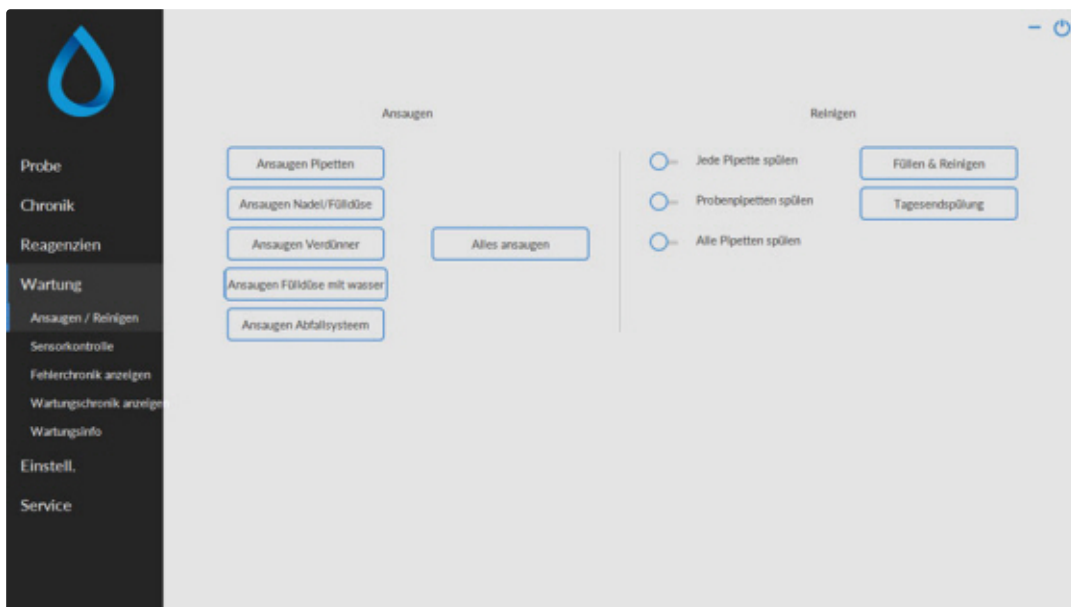 Probe
Chronik
Reagenzien
Wartung
Ansaugen / Reinigen
Sensorkontrolle
Fehlerchronik anzeigen
Wartungschronik anzeigen
Wartungsinfo
Einstell.
Service
Ansaugen
Ansaugen Pipetten
Ansaugen Nadel/Fülldüse
Ansaugen Verdünner
Alles ansaugen
Ansaugen Fülldüse mit wasser
Ansaugen Abfallsysteem
Reinigen
Jede Pipette spülen
Füllen & Reinigen
Probenpipetten spülen
Tagesendspülung
Alle Pipetten spülen